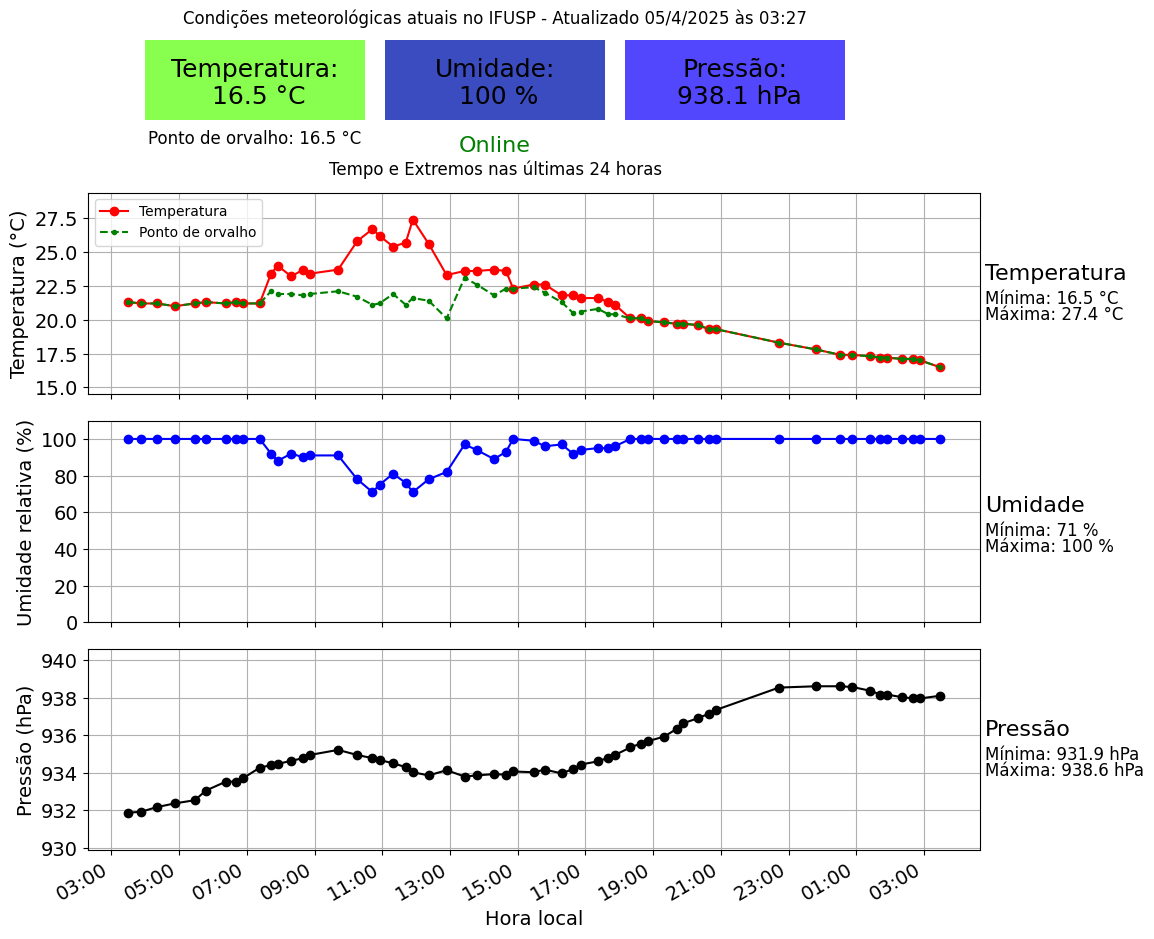 Condições meteorológicas atuais no IFUSP - Atualizado 05/4/2025 às 03:27
Temperatura:
16.5 °C
Umidade:
100 %
Pressão:
938.1 hPa
Ponto de orvalho: 16.5 °C
Online
Tempo e Extremos nas últimas 24 horas
Temperatura
Ponto de orvalho
Temperatura (°C)
27.5
25.0
22.5
20.0
17.5
15.0
Temperatura
Mínima: 16.5 °C
Máxima: 27.4 °C
Umidade relativa (%)
100
80
60
40
20
0
Umidade
Mínima: 71 %
Máxima: 100 %
Pressão (hPa)
940
938
936
934
932
930
Pressão
Mínima: 931.9 hPa
Máxima: 938.6 hPa
03:00 05:00 07:00 09:00 11:00 13:00 15:00 17:00 19:00 21:00 23:00 01:00 03:00
Hora local